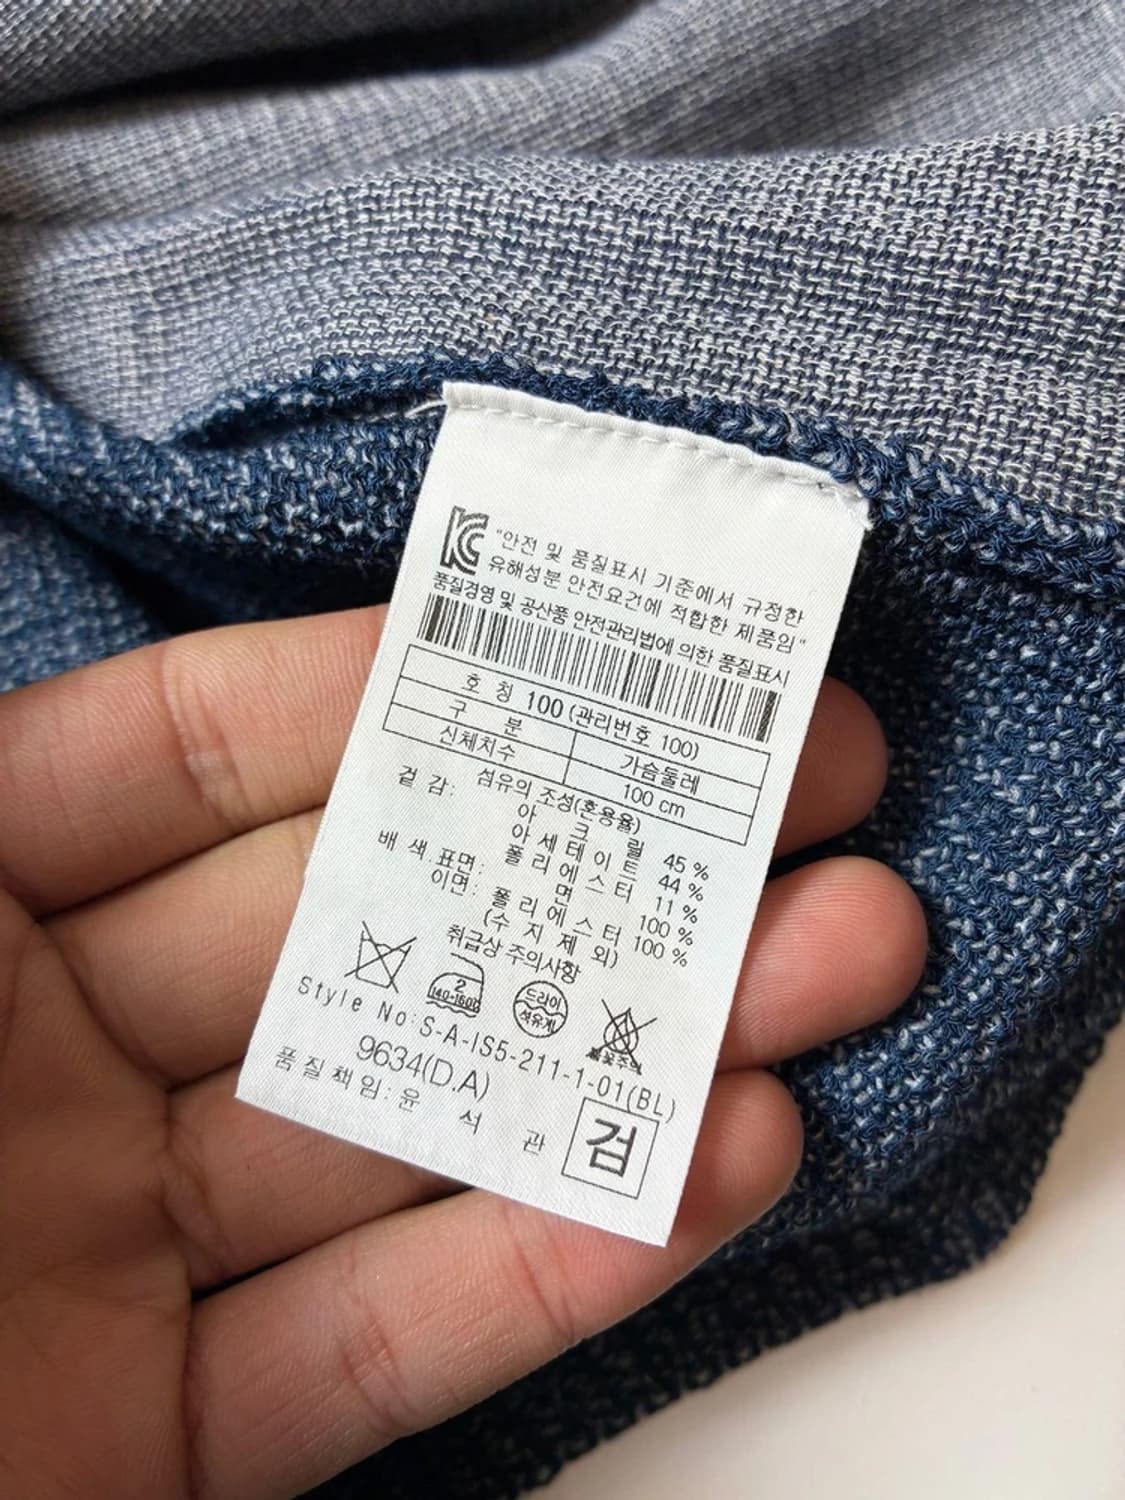 KC "안전 및 품질표시 기준에서 규정한
유해성분 안전요건에 적합한 제품임"
품질경영 및 공산품 안전관리법에 의한 품질표시
호 칭 100 (관리번호 100)
구 분 가슴둘레
신체치수 100 cm
섬유의 조성(혼용율)
겉 감: 아 크 릴 45 %
아 세 테 이 트 44 %
폴 리 에 스 터 11 %
배 색 표면: 면 100 %
이면: 폴 리 에 스 터 100 %
(수 지 제 외)
취급상 주의사항
2
140-160℃
드라이
석유계
불꽃주의
Style No:S-A-IS5-211-1-01(BL)
9634(D.A)
품질책임: 윤 석 관
검